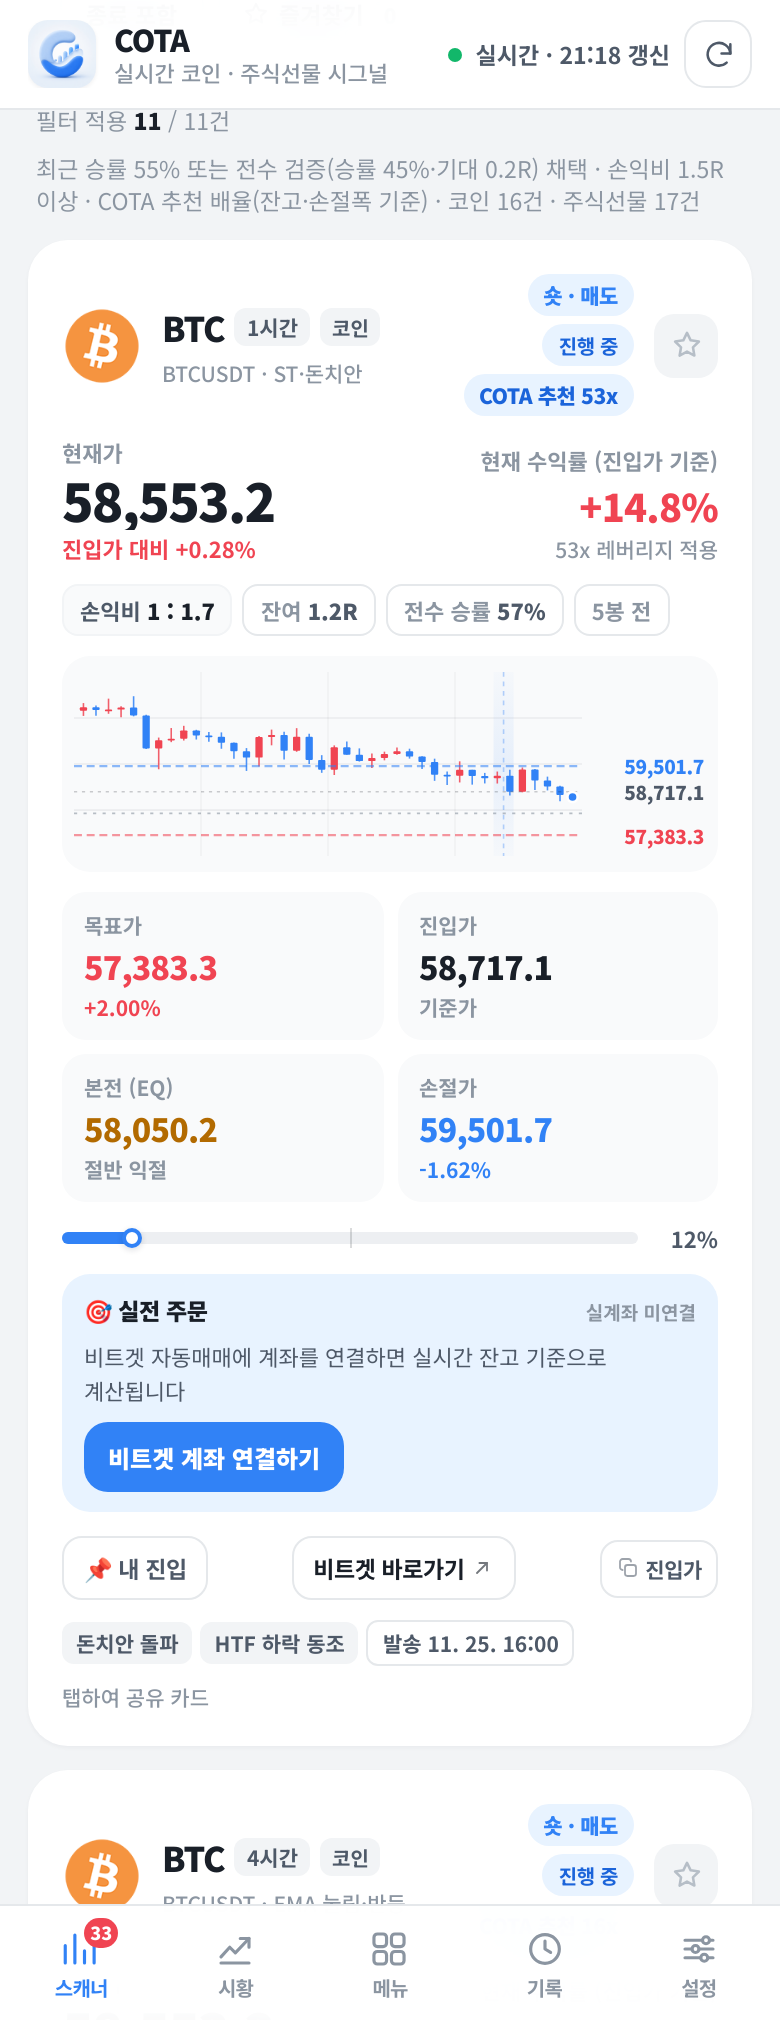 COTA
실시간 코인 · 주식선물 시그널
실시간 · 21:18 갱신
필터 적용 11 / 11건
최근 승률 55% 또는 전수 검증(승률 45%·기대 0.2R) 채택 · 손익비 1.5R
이상 · COTA 추천 배율(잔고·손절폭 기준) · 코인 16건 · 주식선물 17건
BTC 1시간 코인
BTCUSDT · ST·돈치안
숏 · 매도
진행 중
COTA 추천 53x
현재가
58,553.2
진입가 대비 +0.28%
현재 수익률 (진입가 기준)
+14.8%
53x 레버리지 적용
손익비 1 : 1.7 잔여 1.2R 전수 승률 57% 5봉 전
59,501.7
58,717.1
57,383.3
목표가
57,383.3
+2.00%
진입가
58,717.1
기준가
본전 (EQ)
58,050.2
절반 익절
손절가
59,501.7
-1.62%
12%
🎯 실전 주문
실계좌 미연결
비트겟 자동매매에 계좌를 연결하면 실시간 잔고 기준으로
계산됩니다
비트겟 계좌 연결하기
📌 내 진입
비트겟 바로가기 ↗
진입가
돈치안 돌파 HTF 하락 동조 발송 11. 25. 16:00
탭하여 공유 카드
BTC 4시간 코인
BTCUSDT · EMA 눌림·반등
숏 · 매도
진행 중
33
스캐너 시황 메뉴 기록 설정